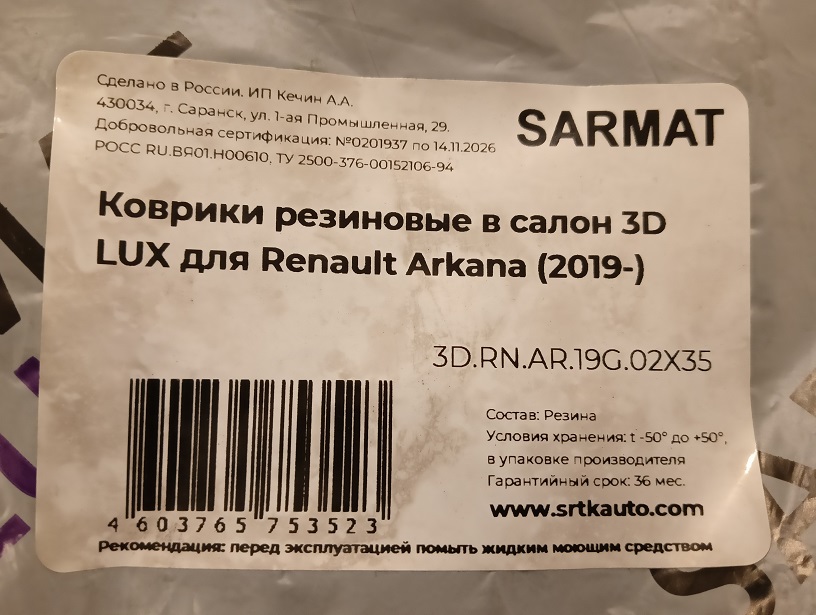 Сделано в России. ИП Кечин А.А.
430034, г. Саранск, ул. 1-ая Промышленная, 29.
Добровольная сертификация: №0201937 по 14.11.2026
РОСС RU.ВЯ01.Н00610, ТУ 2500-376-00152106-94
SARMAT
Коврики резиновые в салон 3D
LUX для Renault Arkana (2019-)
3D.RN.AR.19G.02X35
Состав: Резина
Условия хранения: t -50° до +50°,
в упаковке производителя
Гарантийный срок: 36 мес.
www.srtkauto.com
4 603765 753523
Рекомендация: перед эксплуатацией помыть жидким моющим средством